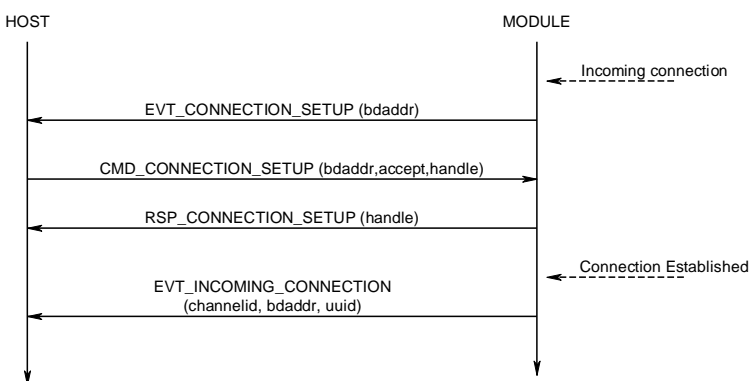 HOST
MODULE
Incoming connection
EVT_CONNECTION_SETUP (bdaddr)
CMD_CONNECTION_SETUP (bdaddr,accept,handle)
RSP_CONNECTION_SETUP (handle)
Connection Established
EVT_INCOMING_CONNECTION
(channelid, bdaddr, uuid)